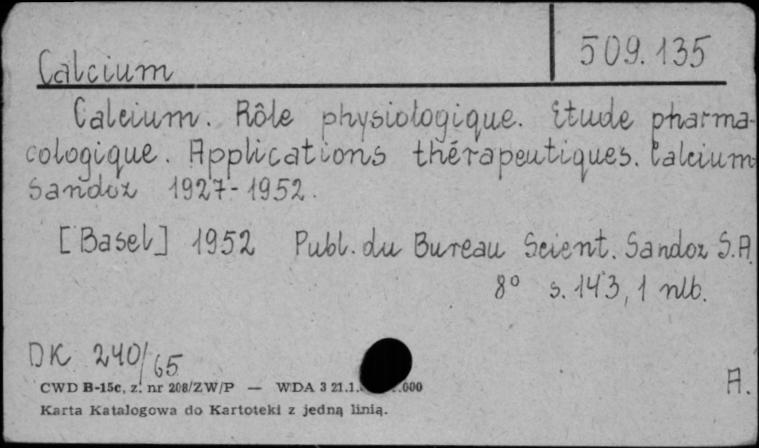 Calcium
509.135
Calcium. Rôle physiologique. Etude pharma-
cologique. Applications thérapeutiques. Calcium
Sandoz 1927-1952.
[Basel] 1952 Publ. du Bureau Scient. Sandoz S.A.
8° s. 143, 1 nlb.
DK 240/65
A.
CWD B-15c, z. nr 208/ZW/P — WDA 3 21.1. .000
Karta Katalogowa do Kartoteki z jedną linią.